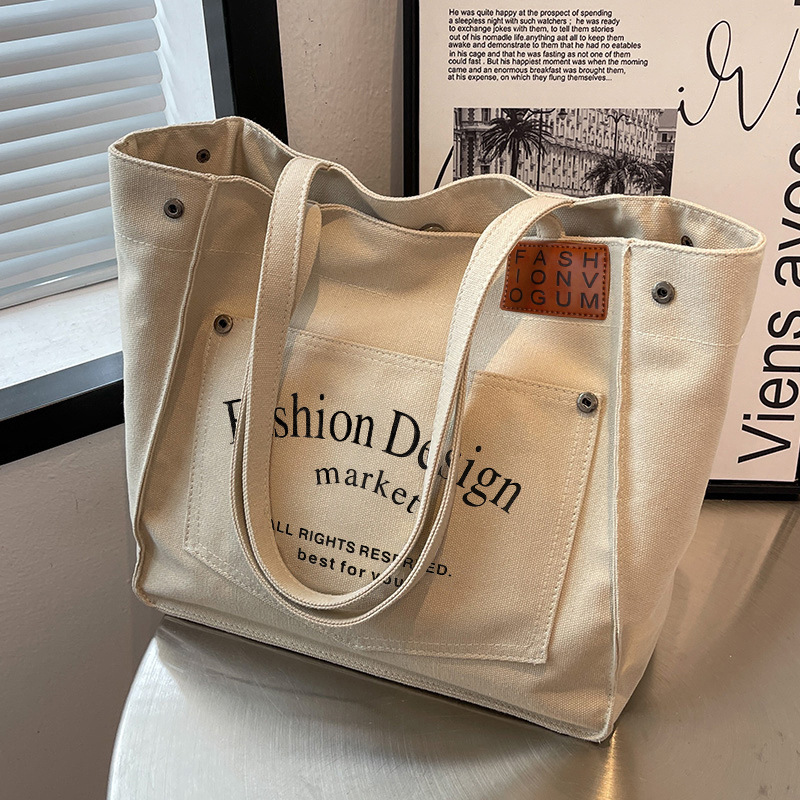 He was quite happy at the prospect of spending
a sleepless night with such watchers ; he was ready
to exchange jokes with them, to tell them stories
out of his nomadle life.anything aat all to keep them
awake and demonstrate to them that he had no eatables
in his cage and that he was fasting as not one of them
could fast . But his happiest moment was when the morning
came and an enormous breakfast was brought them,
at his expense, on which they flung themselves...
Viens avec
FASH
IONV
OGUM
Fashion Design
market
ALL RIGHTS RESERVED.
best for you